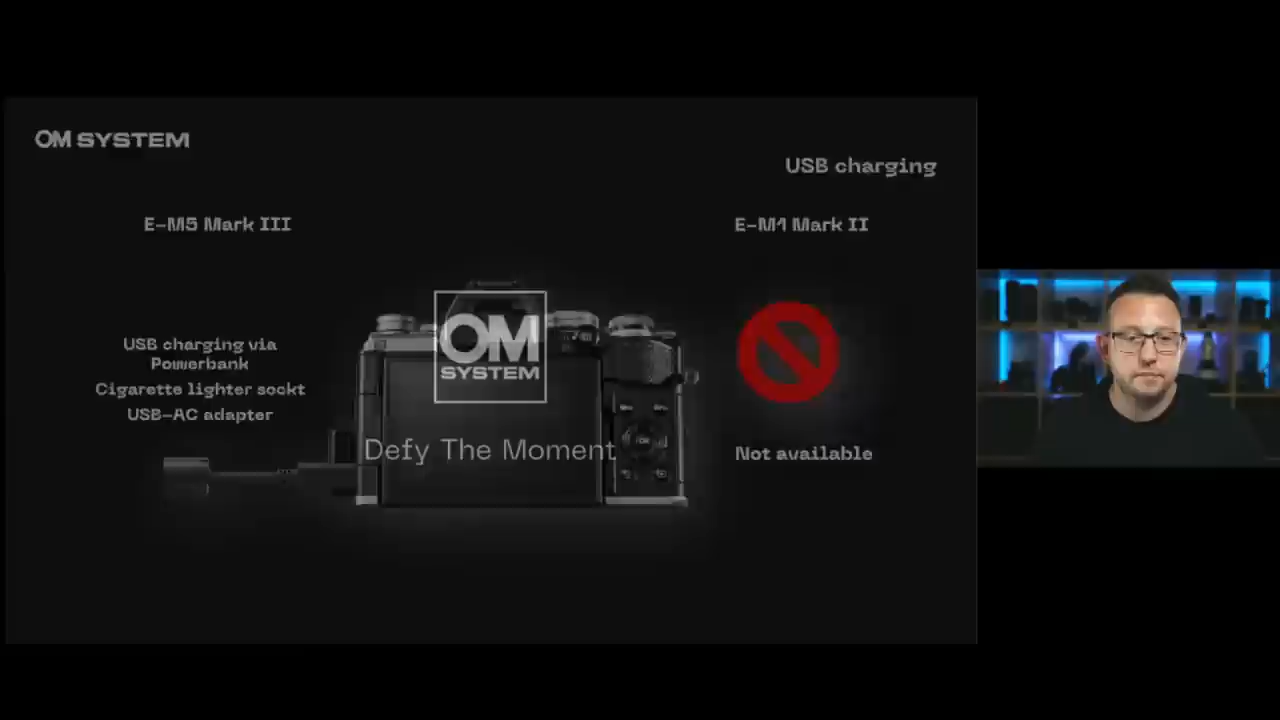 OM SYSTEM
USB charging
E-M5 Mark III
E-M1 Mark II
USB charging via
Powerbank
Cigarette lighter sockt
USB-AC adapter
OM
SYSTEM
Defy The Moment
OK
Not available